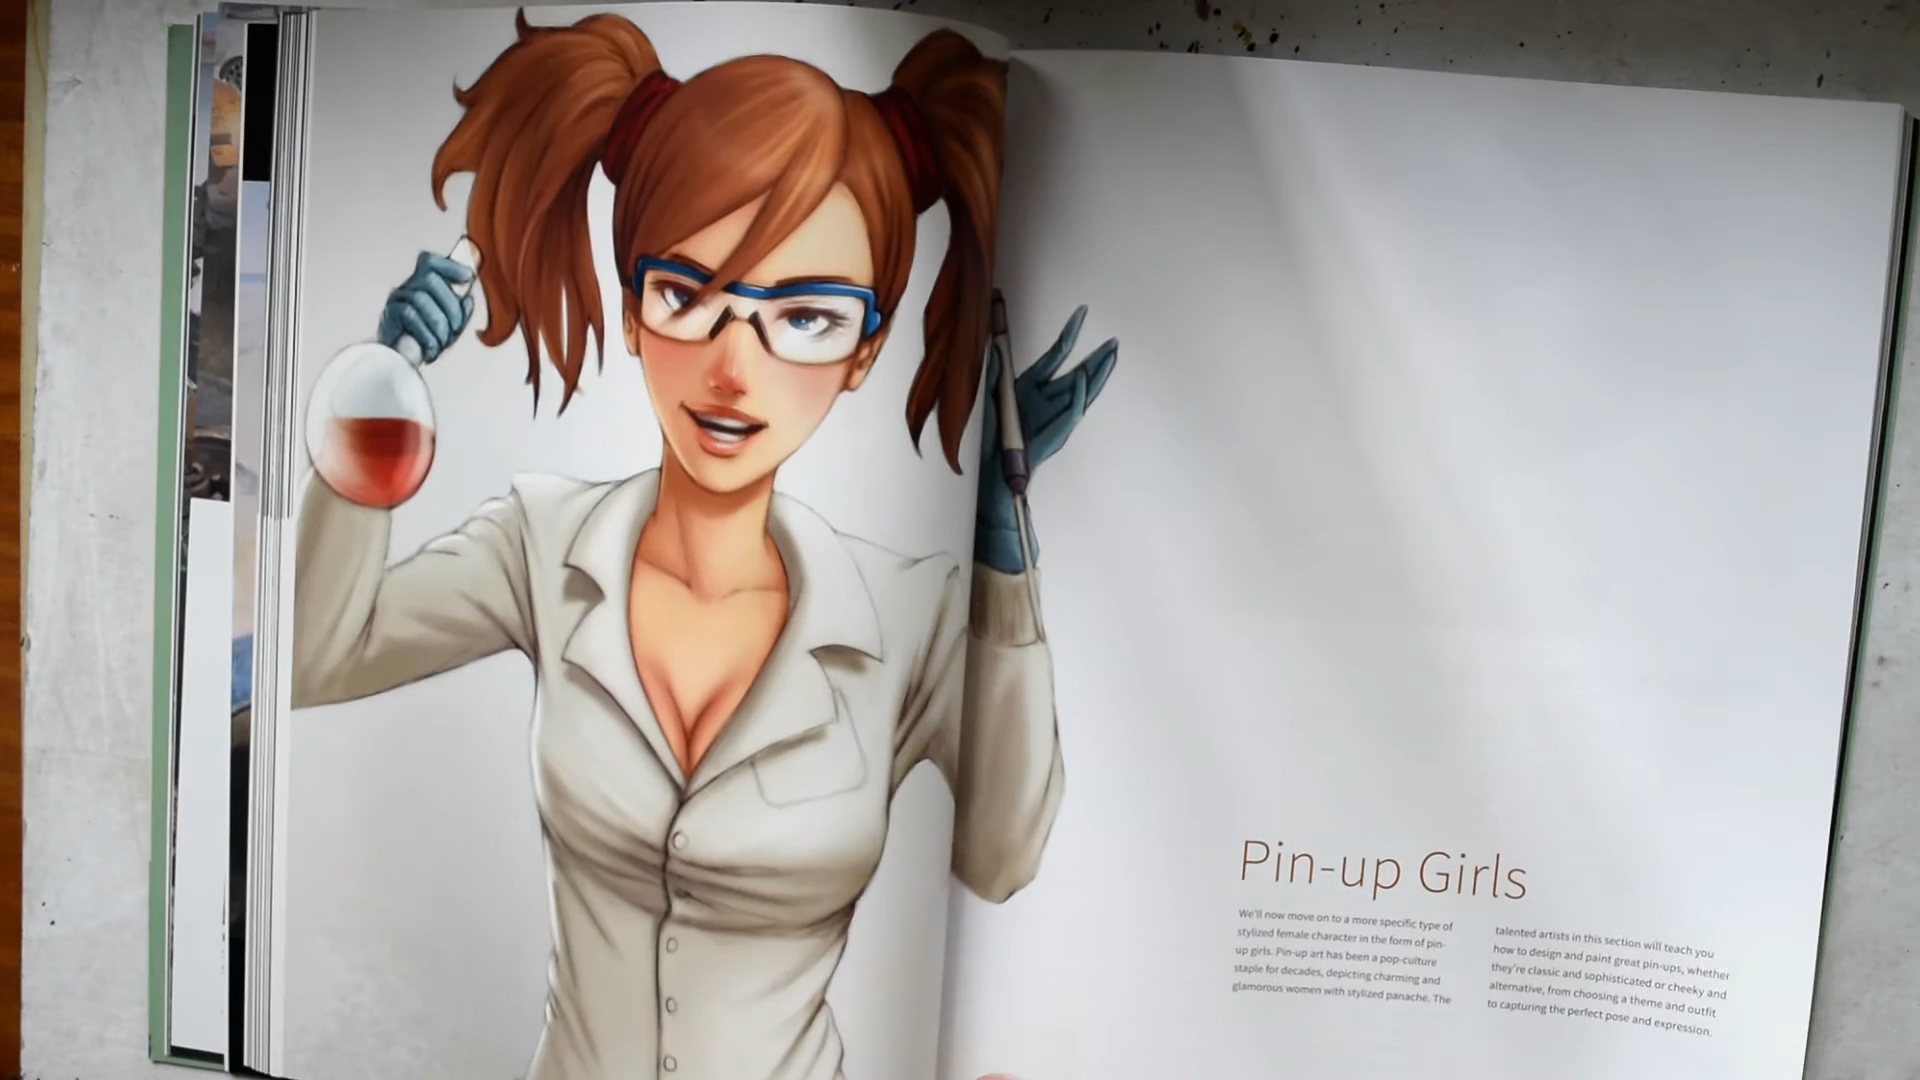 Pin-up Girls
We'll now move on to a more specific type of
stylized female character in the form of pin-
up girls. Pin-up art has been a pop-culture
staple for decades, depicting charming and
glamorous women with stylized panache. The
talented artists in this section will teach you
how to design and paint great pin-ups, whether
they're classic and sophisticated or cheeky and
alternative, from choosing a theme and outfit
to capturing the perfect pose and expression.